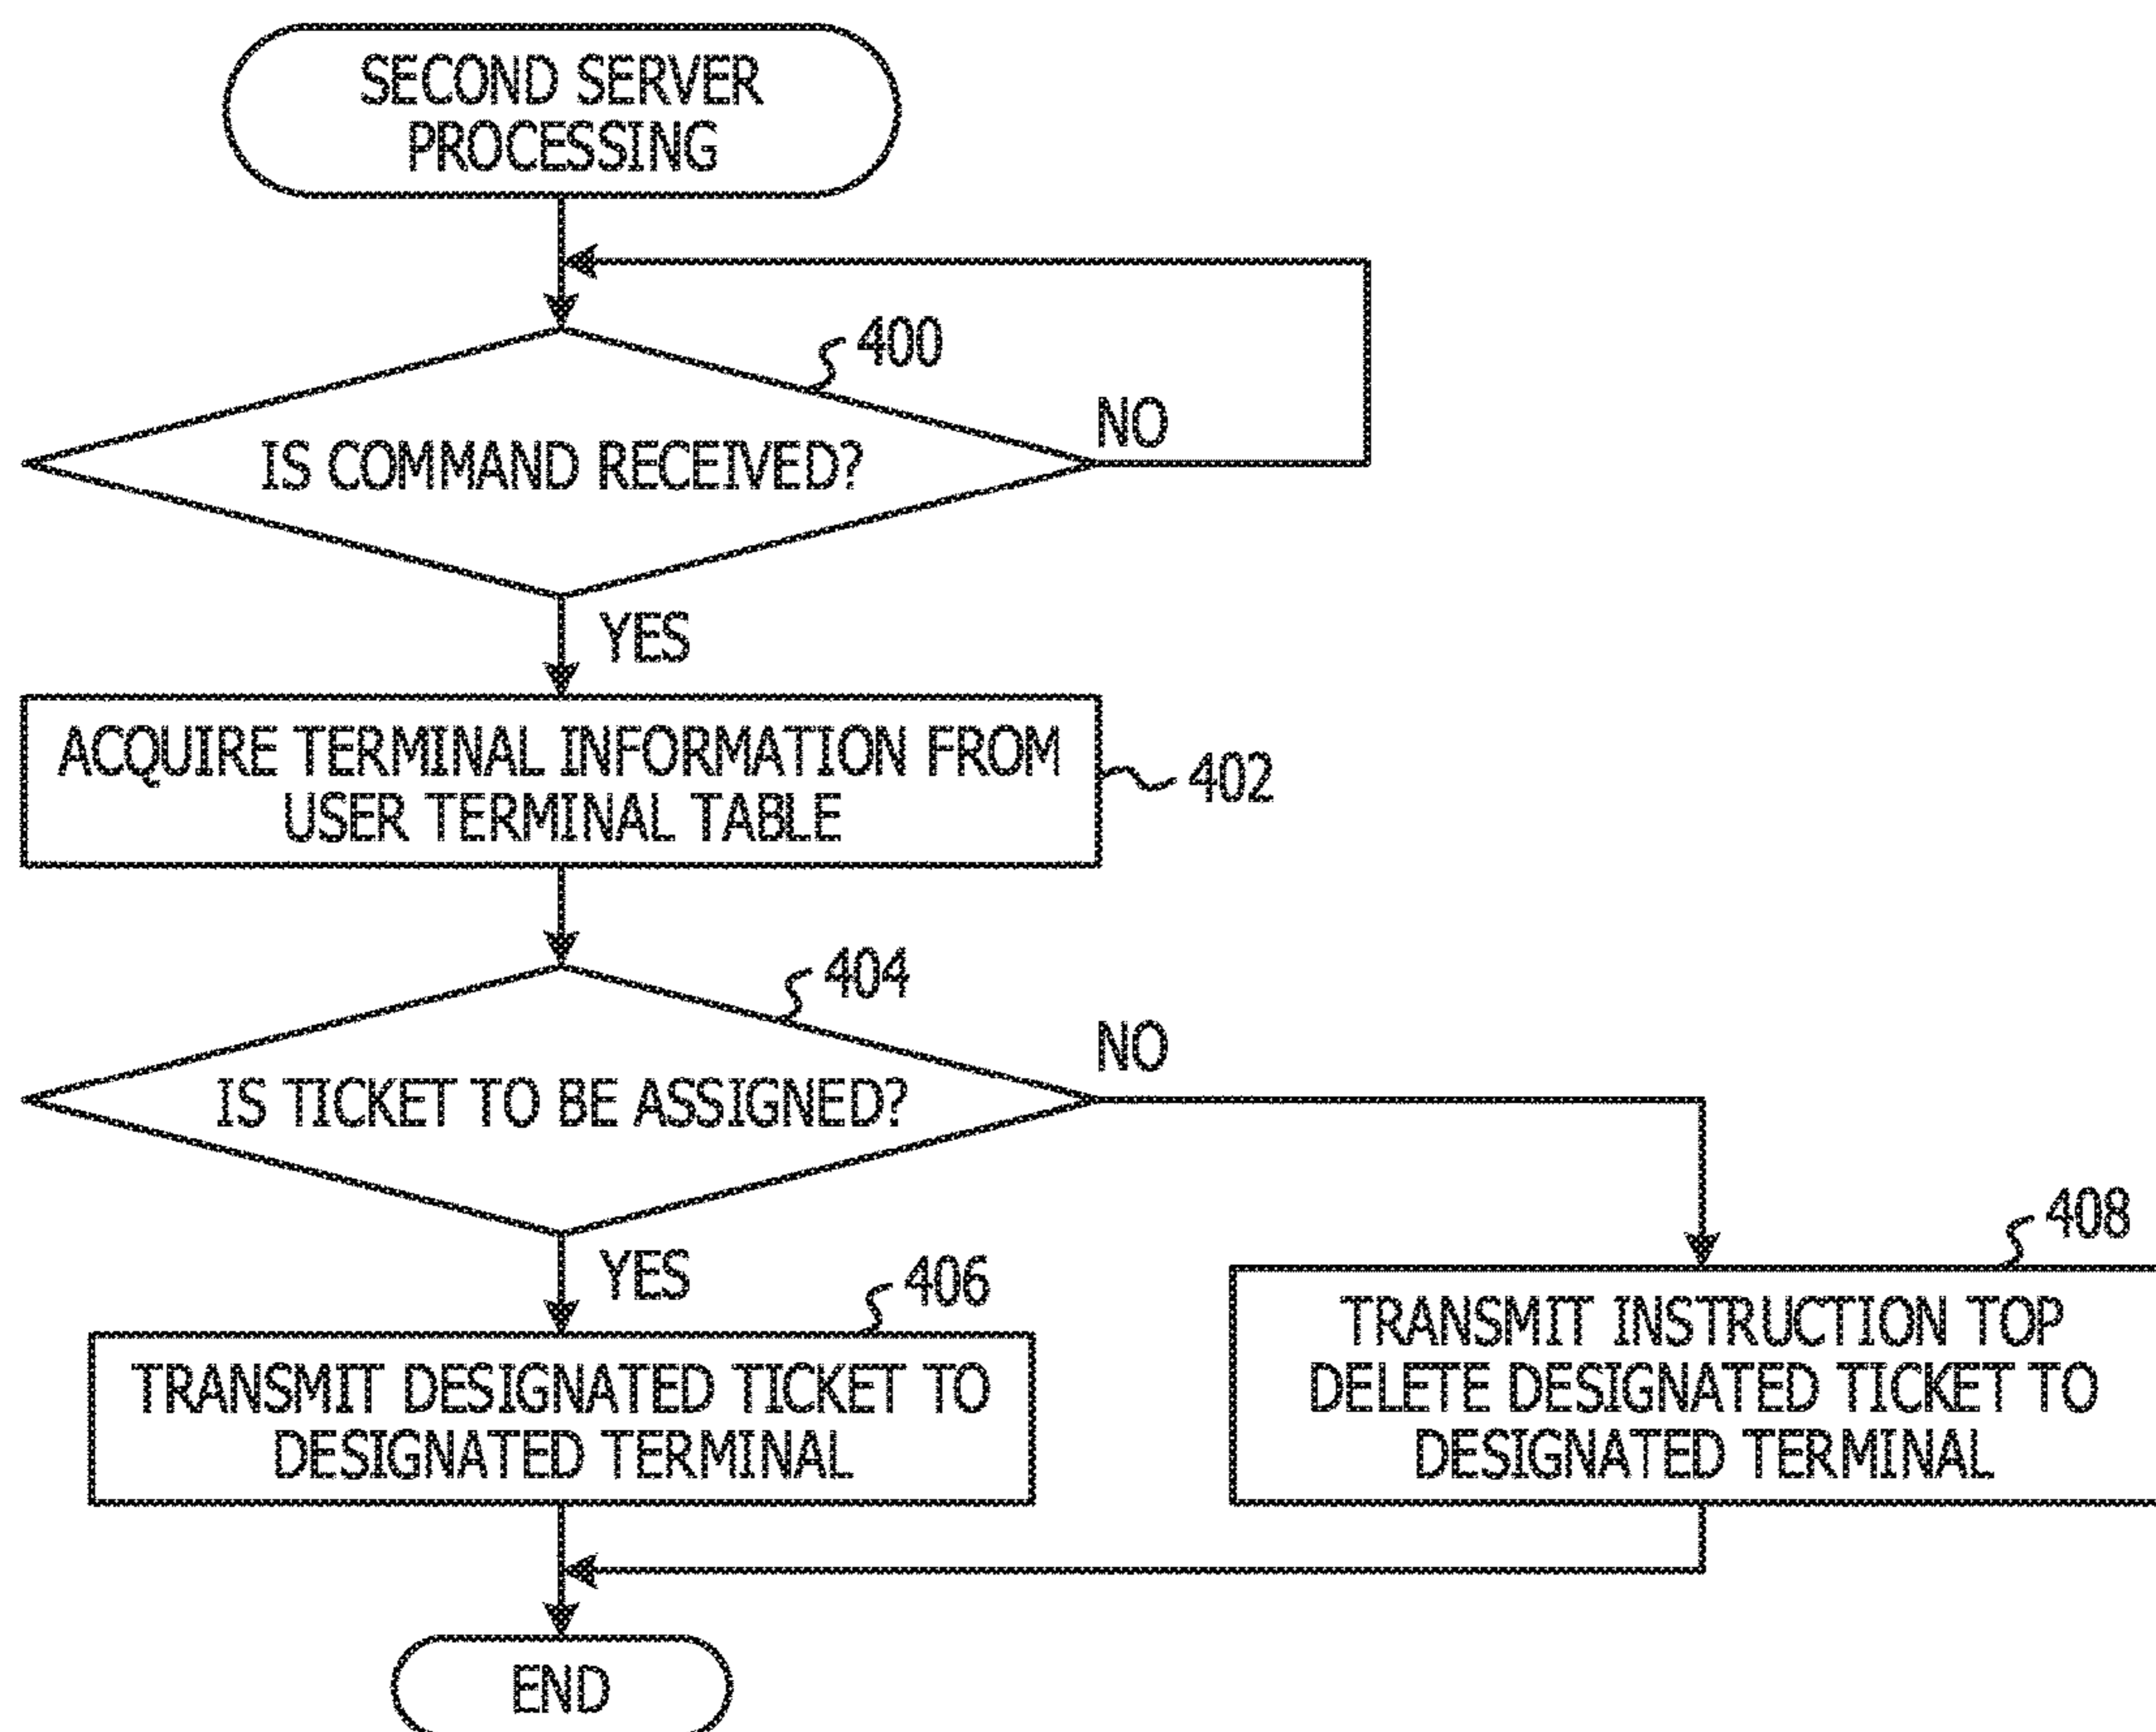 SECOND SERVER
PROCESSING
400
IS COMMAND RECEIVED?
NO
YES
ACQUIRE TERMINAL INFORMATION FROM
USER TERMINAL TABLE
402
404
IS TICKET TO BE ASSIGNED?
NO
YES
406
TRANSMIT DESIGNATED TICKET TO
DESIGNATED TERMINAL
408
TRANSMIT INSTRUCTION TOP
DELETE DESIGNATED TICKET TO
DESIGNATED TERMINAL
END